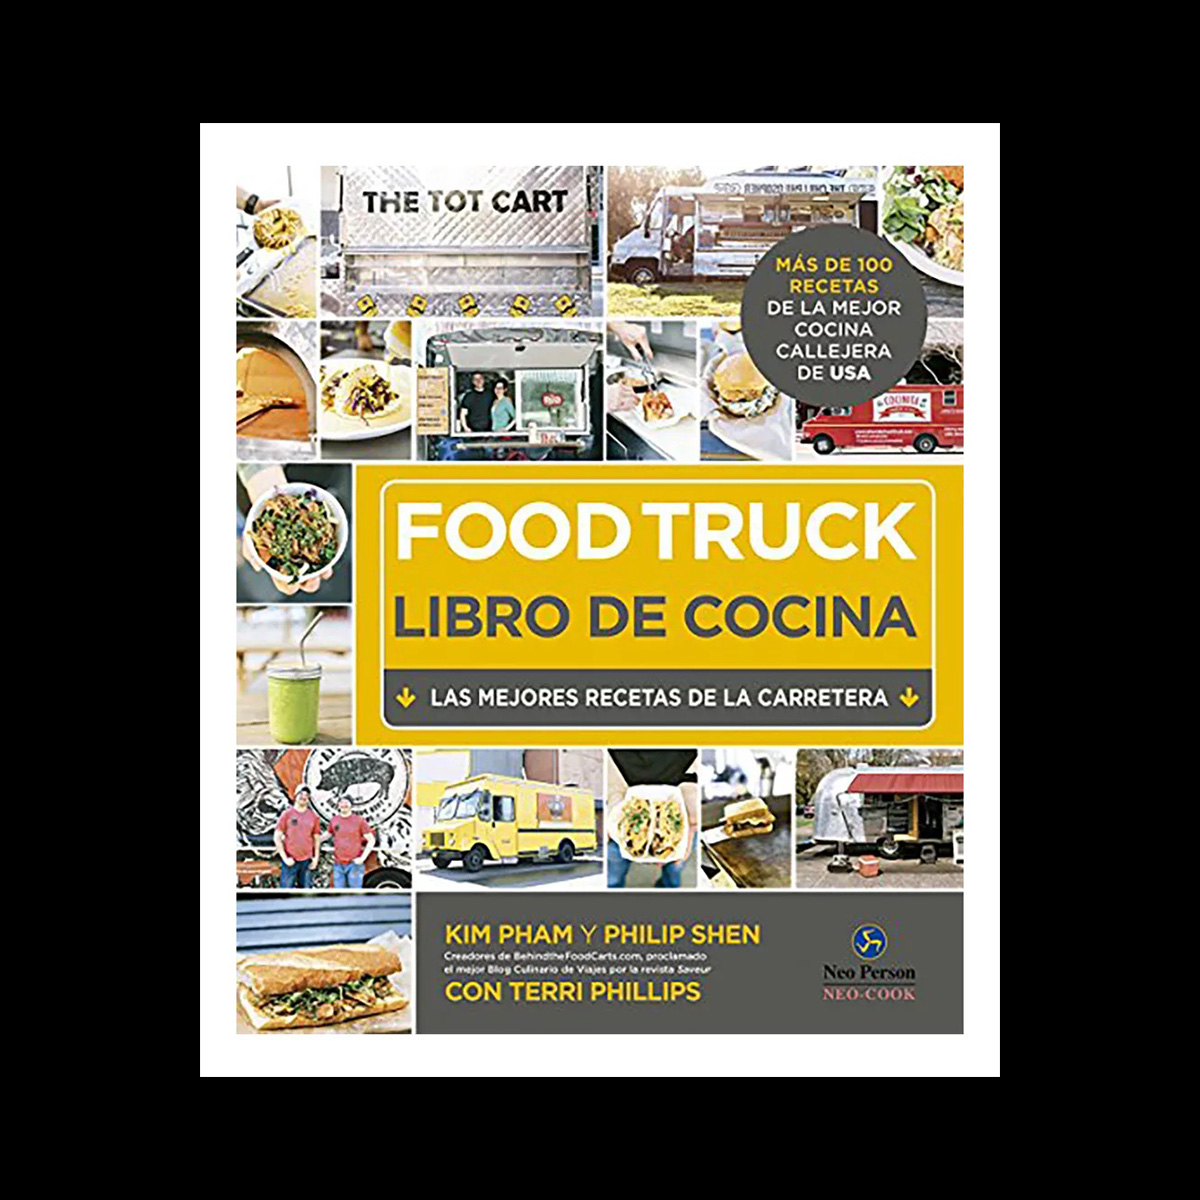 THE TOT CART
MÁS DE 100
RECETAS
DE LA MEJOR
COCINA
CALLEJERA
DE USA
COCINITA
FOOD TRUCK
LIBRO DE COCINA
LAS MEJORES RECETAS DE LA CARRETERA
KIM PHAM Y PHILIP SHEN
Creadores de BehindtheFoodCarts.com, proclamado
el mejor Blog Culinario de Viajes por la revista Saveur
CON TERRI PHILLIPS
Neo Person
NEO-COOK